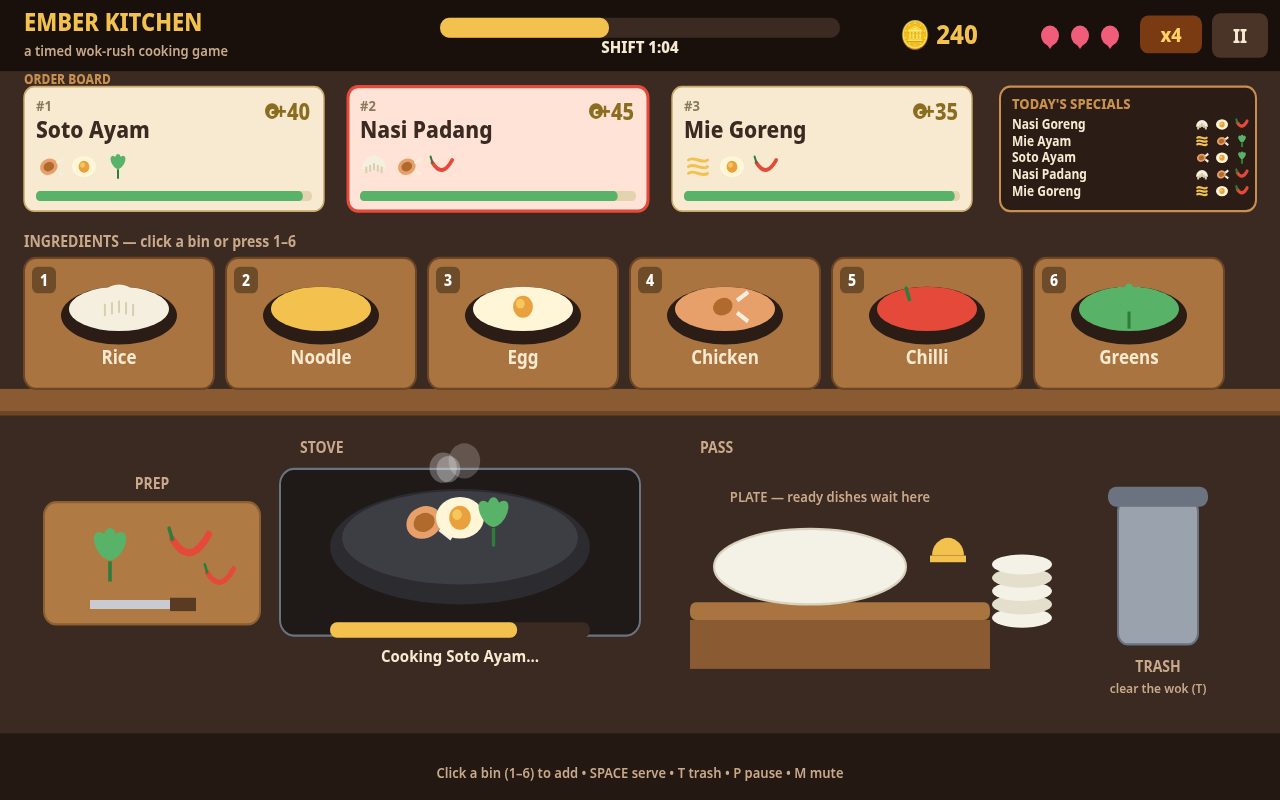 EMBER KITCHEN
a timed wok-rush cooking game
SHIFT 1:04
240
x4
II
ORDER BOARD
#1
+40
Soto Ayam
#2
+45
Nasi Padang
#3
+35
Mie Goreng
TODAY'S SPECIALS
Nasi Goreng
Mie Ayam
Soto Ayam
Nasi Padang
Mie Goreng
INGREDIENTS — click a bin or press 1–6
1
Rice
2
Noodle
3
Egg
4
Chicken
5
Chilli
6
Greens
STOVE
PASS
PREP
PLATE — ready dishes wait here
Cooking Soto Ayam...
TRASH
clear the wok (T)
Click a bin (1–6) to add • SPACE serve • T trash • P pause • M mute